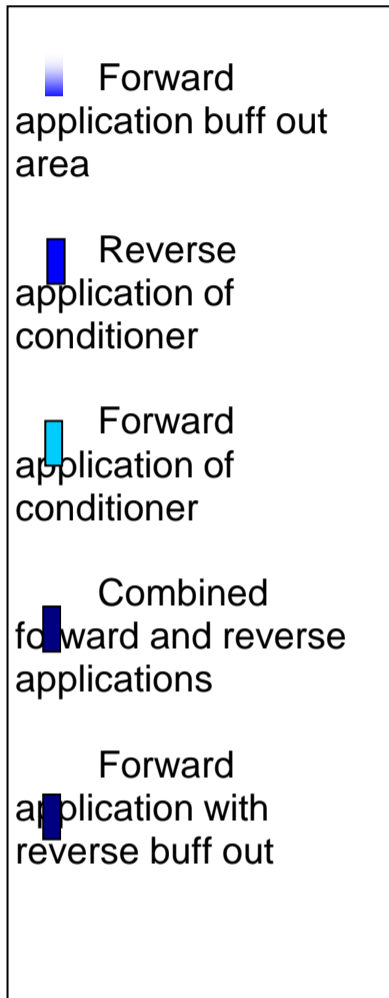 Forward
application buff out
area
Reverse
application of
conditioner
Forward
application of
conditioner
Combined
forward and reverse
applications
Forward
application with
reverse buff out